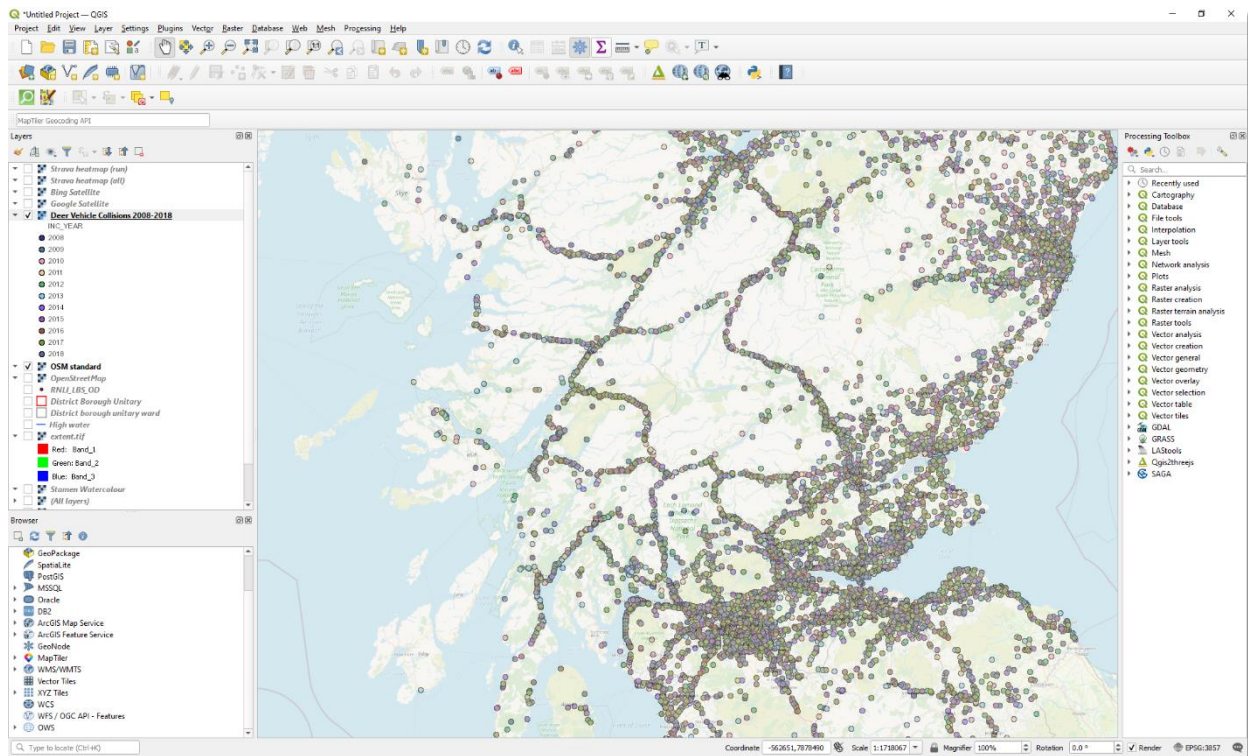 *Untitled Project — QGIS
Project Edit View Layer Settings Plugins Vector Raster Database Web Mesh Processing Help
MapTiler Geocoding API
Layers
Strava heatmap (run)
Strava heatmap (all)
Bing Satellite
Google Satellite
Deer Vehicle Collisions 2008-2018
INC_YEAR
2008
2009
2010
2011
2012
2013
2014
2015
2016
2017
2018
OSM standard
OpenStreetMap
RNLI_LBS_OD
District Borough Unitary
District borough unitary ward
High water
extent.tif
Red: Band_1
Green: Band_2
Blue: Band_3
Stamen Watercolour
(All layers)
Browser
GeoPackage
SpatiaLite
PostGIS
MSSQL
Oracle
DB2
ArcGIS Map Service
ArcGIS Feature Service
GeoNode
MapTiler
WMS/WMTS
Vector Tiles
XYZ Tiles
WCS
WFS / OGC API - Features
OWS
Skye
Processing Toolbox
Search...
Recently used
Cartography
Database
File tools
Interpolation
Layer tools
Mesh
Network analysis
Plots
Raster analysis
Raster creation
Raster terrain analysis
Raster tools
Vector analysis
Vector creation
Vector general
Vector geometry
Vector overlay
Vector selection
Vector table
Vector tiles
GDAL
GRASS
LAStools
Qgis2threejs
SAGA
Type to locate (Ctrl+K)
Coordinate -562651,7878490 Scale 1:1718067 Magnifier 100% Rotation 0.0 ° Render EPSG:3857